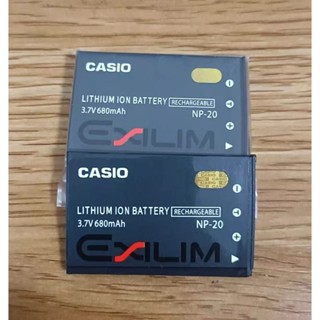 CASIO
LITHIUM ION BATTERY RECHARGEABLE
3.7V 680mAh NP-20
EXILIM
CASIO
LITHIUM ION BATTERY RECHARGEABLE
3.7V 680mAh NP-20
EXILIM